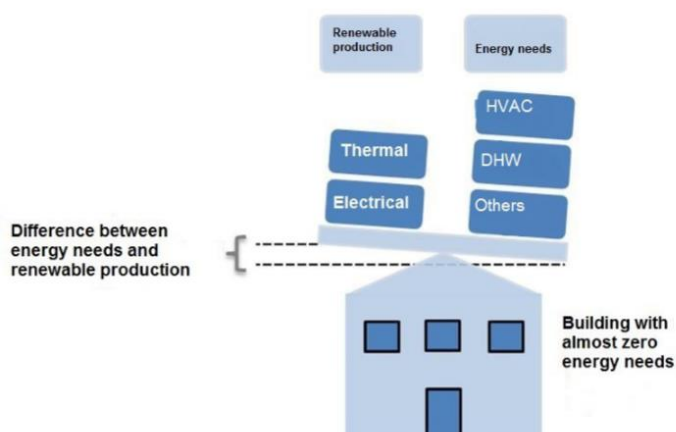 Renewable
production
Energy needs
HVAC
Thermal
DHW
Electrical
Others
Difference between
energy needs and
renewable production
Building with
almost zero
energy needs